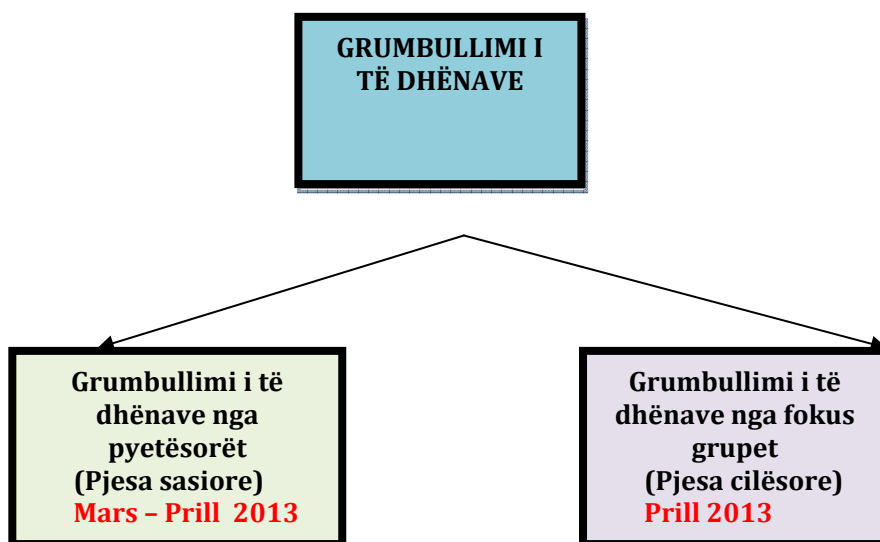 GRUMBULLIMI I
TË DHËNAVE
Grumbullimi i të
dhënave nga
pyetësorët
(Pjesa sasiore)
Mars – Prill 2013
Grumbullimi i të
dhënave nga fokus
grupet
(Pjesa cilësore)
Prill 2013